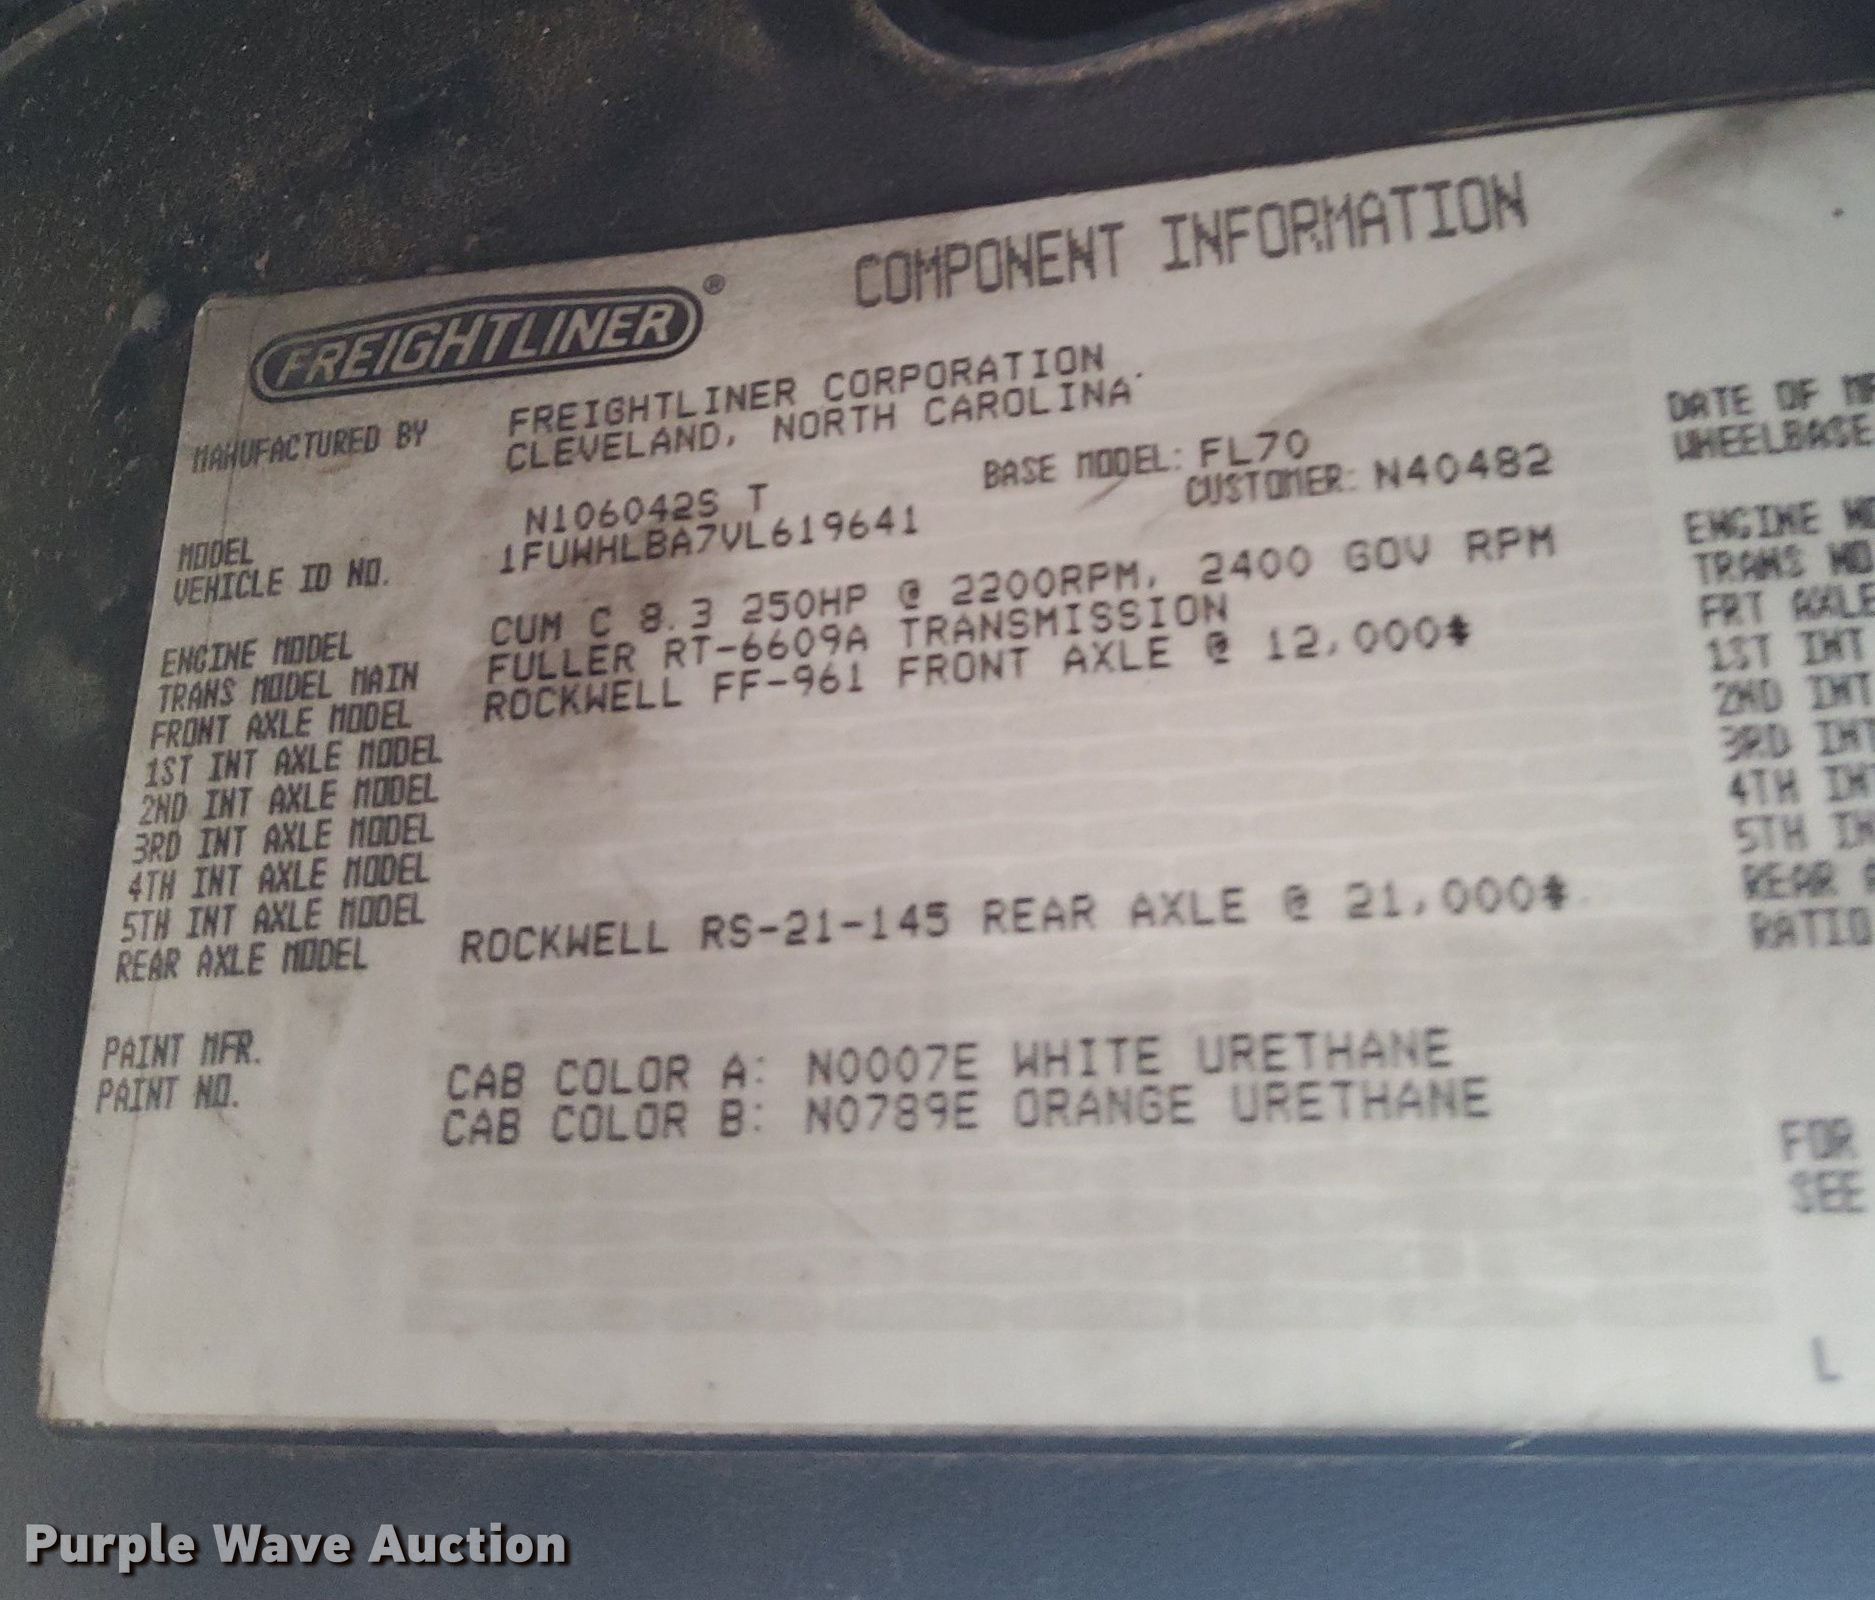 FREIGHTLINER®
COMPONENT INFORMATION
MANUFACTURED BY FREIGHTLINER CORPORATION
CLEVELAND, NORTH CAROLINA
MODEL N106042S T BASE MODEL: FL70
VEHICLE ID NO. 1FUWHLBA7VL619641 CUSTOMER: N40482
ENGINE MODEL CUM C 8.3 250HP @ 2200RPM, 2400 GOV RPM
TRANS MODEL MAIN FULLER RT-6609A TRANSMISSION
FRONT AXLE MODEL ROCKWELL FF-961 FRONT AXLE @ 12,000#
1ST INT AXLE MODEL
2ND INT AXLE MODEL
3RD INT AXLE MODEL
4TH INT AXLE MODEL
5TH INT AXLE MODEL
REAR AXLE MODEL ROCKWELL RS-21-145 REAR AXLE @ 21,000#
PAINT MFR.
PAINT NO. CAB COLOR A: N0007E WHITE URETHANE
CAB COLOR B: N0789E ORANGE URETHANE
DATE OF
WHEELBASE
ENGINE
TRANS
FRT AXLE
1ST INT
2ND INT
3RD INT
4TH
5TH
REAR
RATIO
FOR
SEE
L
Purple Wave Auction